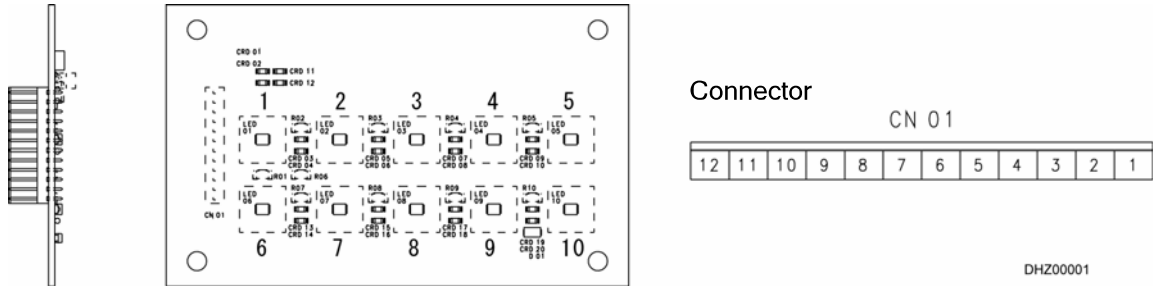 CRD 01
CRD 02
CRD 11
CRD 12
1 2 3 4 5
LED 01
R02
LED 02
R03
LED 03
R04
LED 04
R05
LED 05
CRD 03
CRD 04
CRD 05
CRD 06
CRD 07
CRD 08
CRD 09
CRD 10
R01
R06
LED 06
R07
LED 07
R08
LED 08
R09
LED 09
R10
LED 10
CN 01
CRD 13
CRD 14
CRD 15
CRD 16
CRD 17
CRD 18
CRD 19
CRD 20
D 01
6 7 8 9 10
Connector
CN 01
12 11 10 9 8 7 6 5 4 3 2 1
DHZ00001